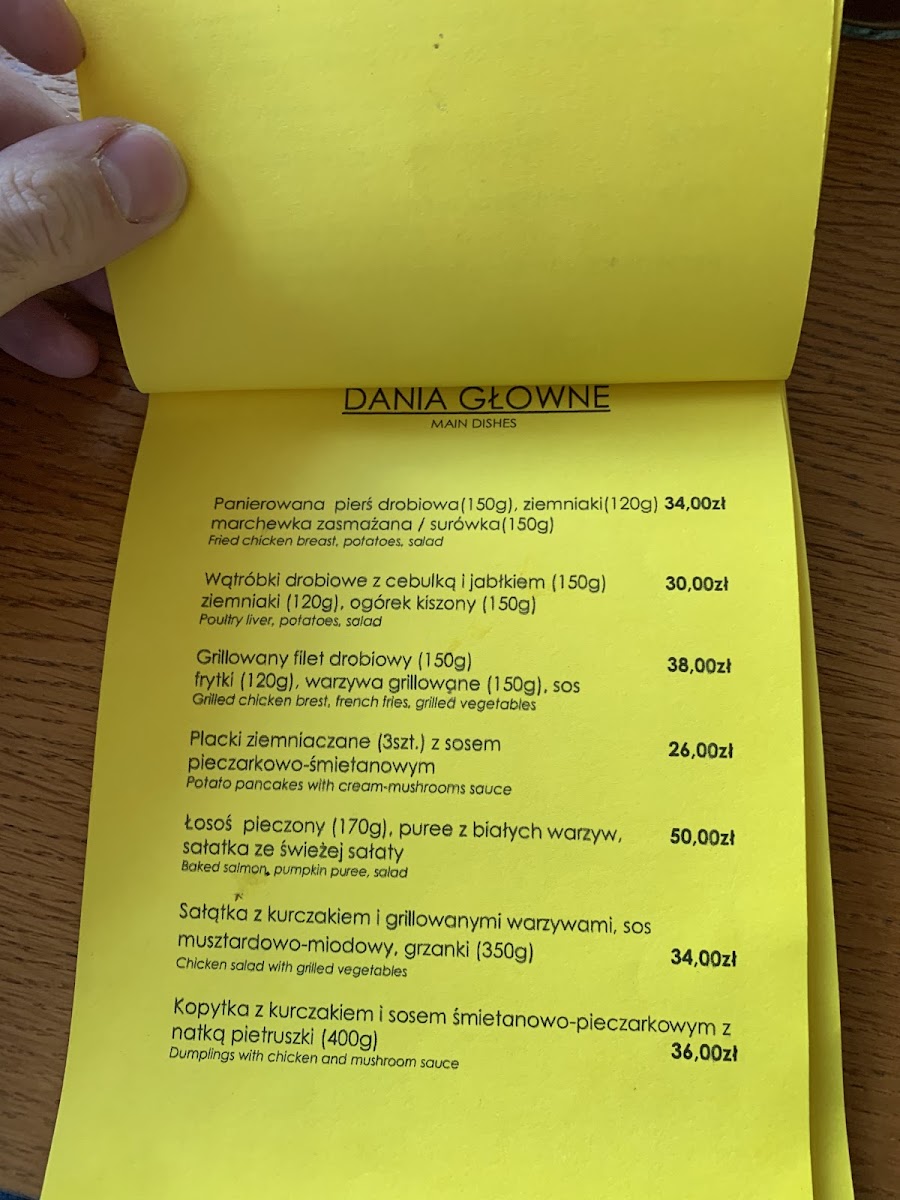 DANIA GŁOWNE
MAIN DISHES
Panierowana pierś drobiowa(150g), ziemniaki(120g) 34,00zł
marchewka zasmażana / surówka(150g)
Fried chicken breast, potatoes, salad
Wątróbki drobiowe z cebulką i jabłkiem (150g) 30,00zł
ziemniaki (120g), ogórek kiszony (150g)
Poultry liver, potatoes, salad
Grillowany filet drobiowy (150g) 38,00zł
frytki (120g), warzywa grillowane (150g), sos
Grilled chicken brest, french fries, grilled vegetables
Placki ziemniaczane (3szt.) z sosem 26,00zł
pieczarkowo-śmietanowym
Potato pancakes with cream-mushrooms sauce
Łosoś pieczony (170g), puree z białych warzyw, 50,00zł
sałatka ze świeżej sałaty
Baked salmon, pumpkin puree, salad
Sałątka z kurczakiem i grillowanymi warzywami, sos
musztardowo-miodowy, grzanki (350g) 34,00zł
Chicken salad with grilled vegetables
Kopytka z kurczakiem i sosem śmietanowo-pieczarkowym z
natką pietruszki (400g) 36,00zł
Dumplings with chicken and mushroom sauce